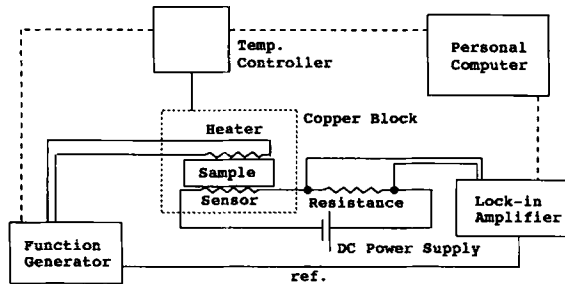 Temp.
Controller
Personal
Computer
Copper Block
Heater
Sample
Sensor
Resistance
Lock-in
Amplifier
Function
Generator
DC Power Supply
ref.